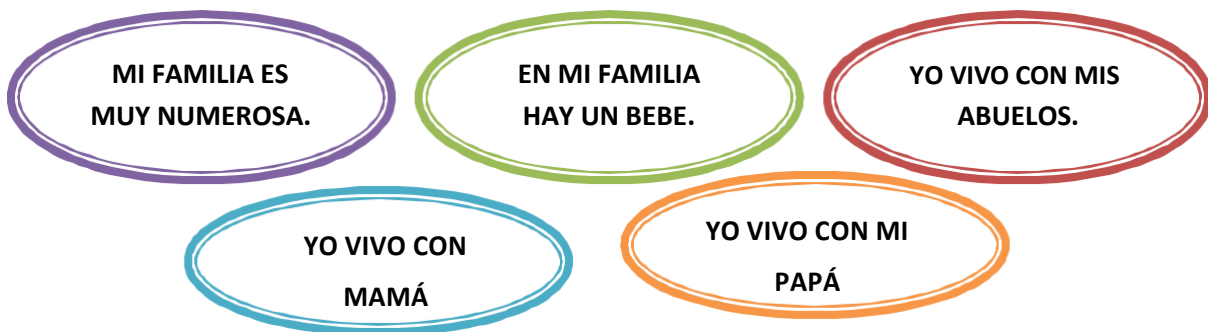 MI FAMILIA ES
MUY NUMEROSA.
EN MI FAMILIA
HAY UN BEBE.
YO VIVO CON MIS
ABUELOS.
YO VIVO CON
MAMÁ
YO VIVO CON MI
PAPÁ